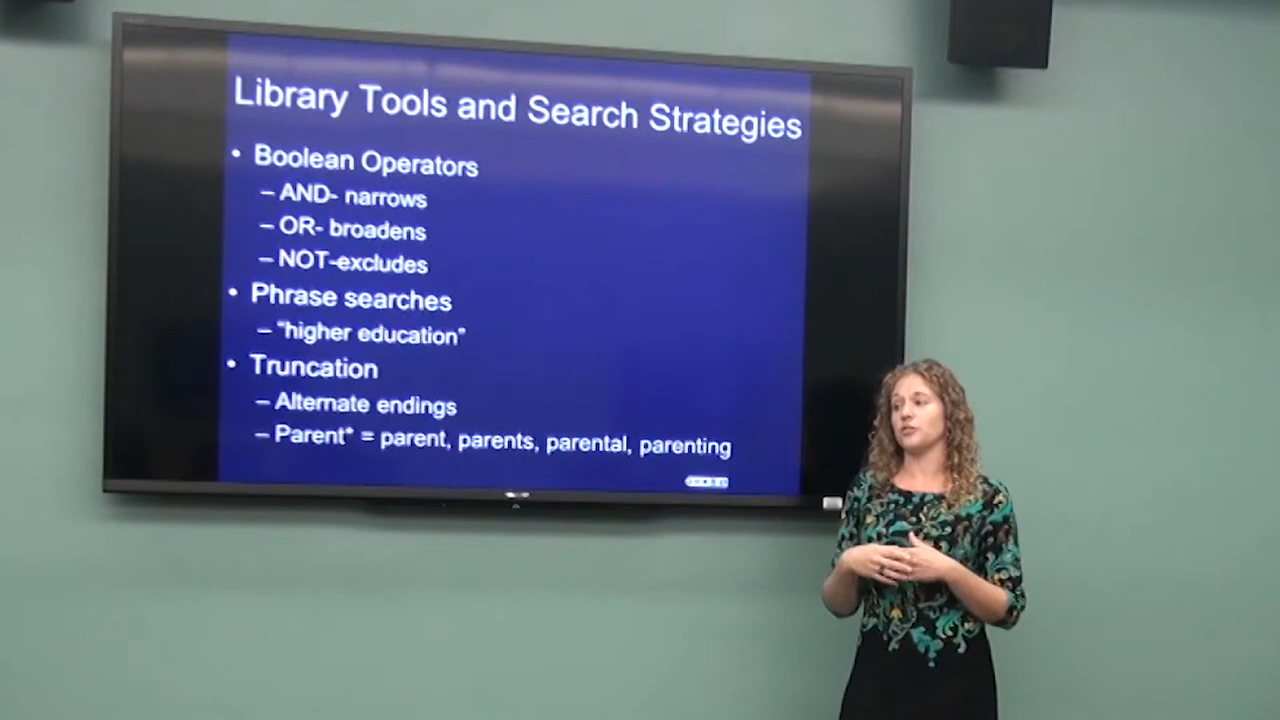 Library Tools and Search Strategies
• Boolean Operators
– AND- narrows
– OR- broadens
– NOT-excludes
• Phrase searches
– “higher education”
• Truncation
– Alternate endings
– Parent* = parent, parents, parental, parenting